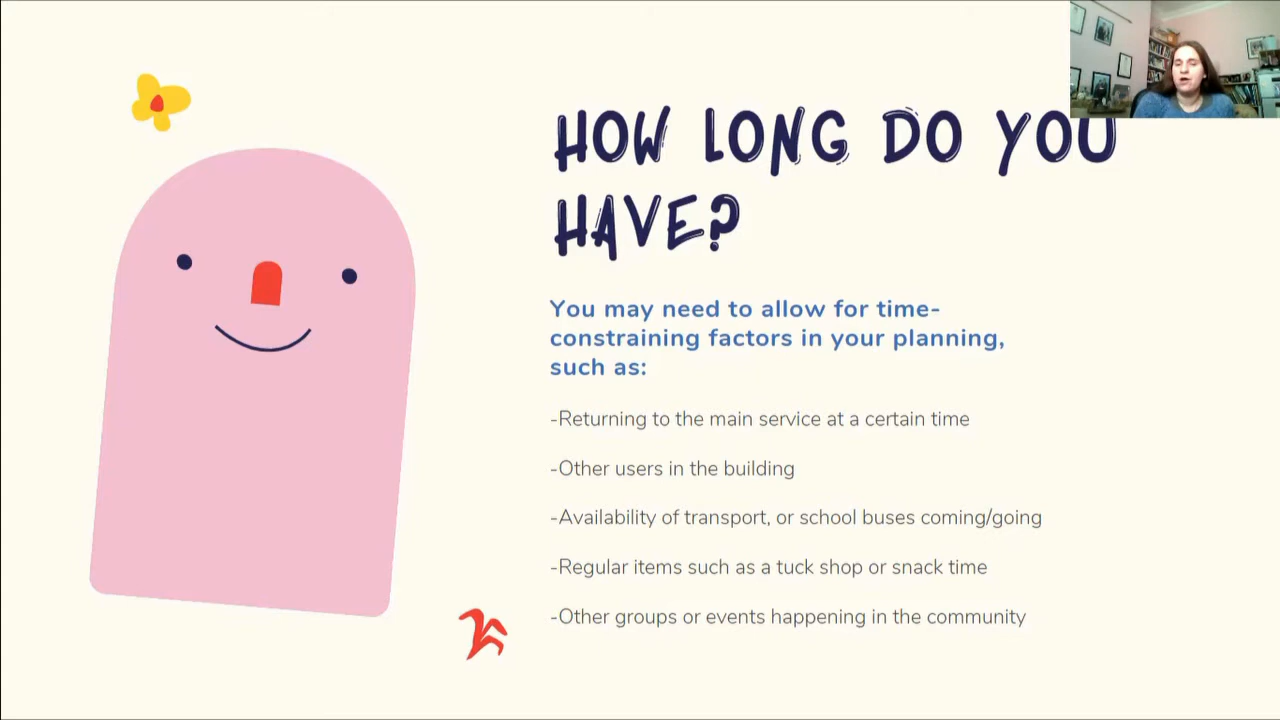 HOW LONG DO YOU
HAVE?
You may need to allow for time-
constraining factors in your planning,
such as:
-Returning to the main service at a certain time
-Other users in the building
-Availability of transport, or school buses coming/going
-Regular items such as a tuck shop or snack time
-Other groups or events happening in the community